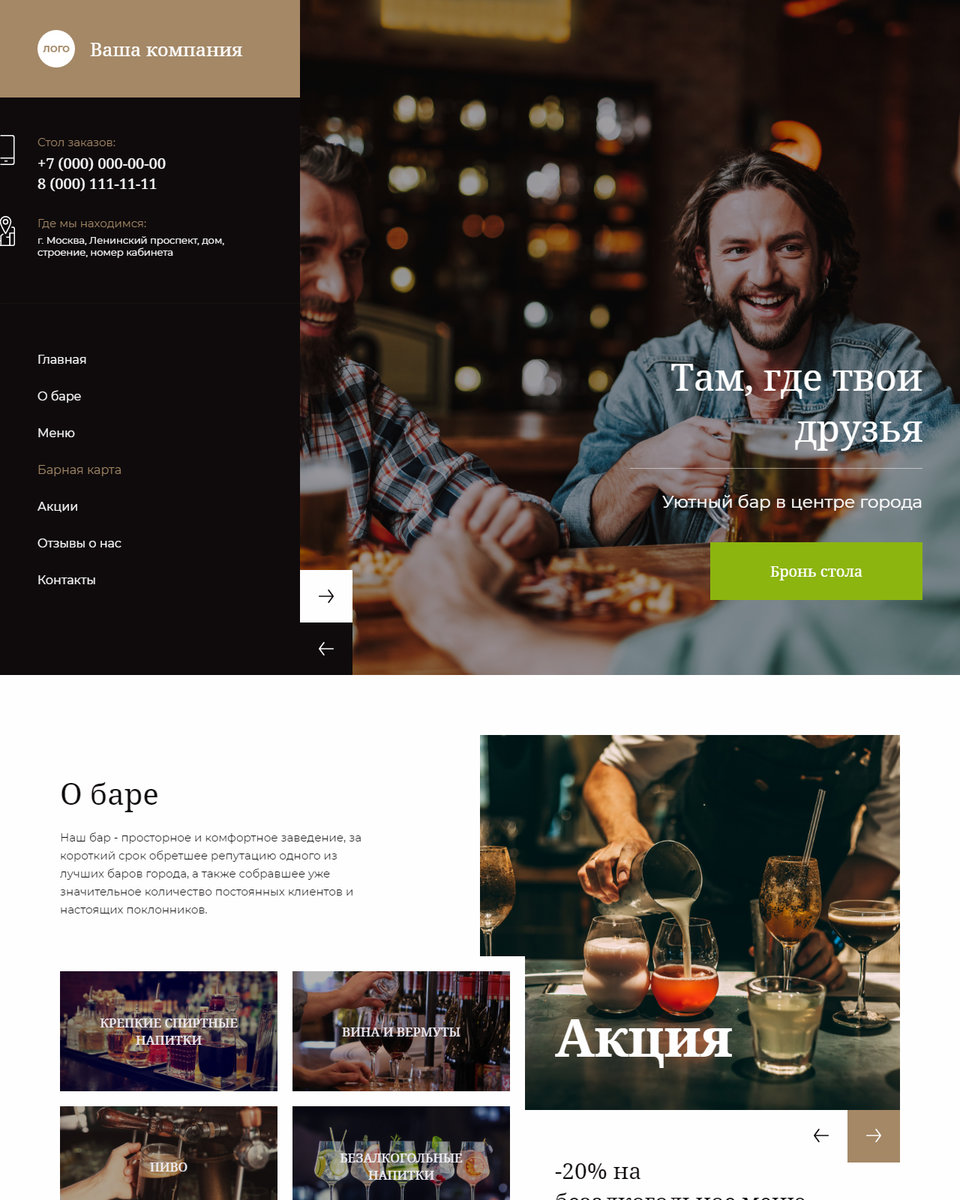 ЛОГО
Ваша компания
Стол заказов:
+7 (000) 000-00-00
8 (000) 111-11-11
Где мы находимся:
г. Москва, Ленинский проспект, дом,
строение, номер кабинета
Главная
О баре
Меню
Барная карта
Акции
Отзывы о нас
Контакты
Там, где твои
друзья
Уютный бар в центре города
Бронь стола
О баре
Наш бар - просторное и комфортное заведение, за
короткий срок обретшее репутацию одного из
лучших баров города, а также собравшее уже
значительное количество постоянных клиентов и
настоящих поклонников.
КРЕПКИЕ СПИРТНЫЕ
НАПИТКИ
ВИНА И ВЕРМУТЫ
ПИВО
БЕЗАЛКОГОЛЬНЫЕ
НАПИТКИ
Акция
-20% на
безалкогольное меню